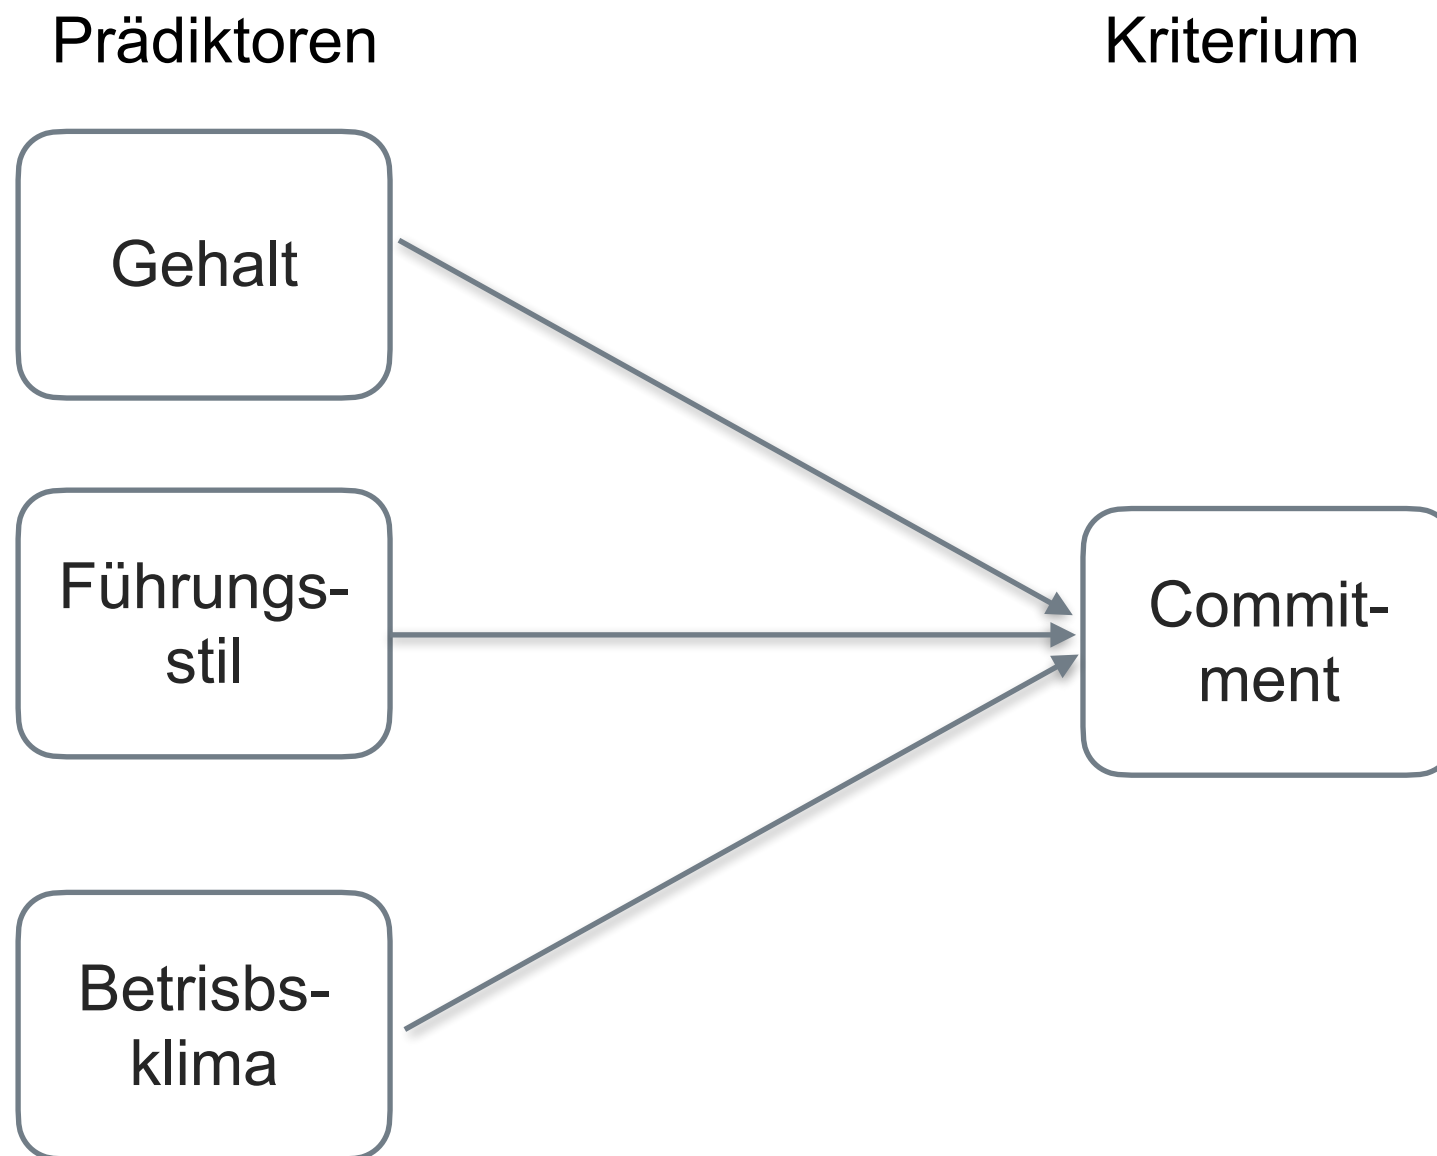 Prädiktoren
Kriterium
Gehalt
Führungs-
stil
Commit-
ment
Betrisbs-
klima